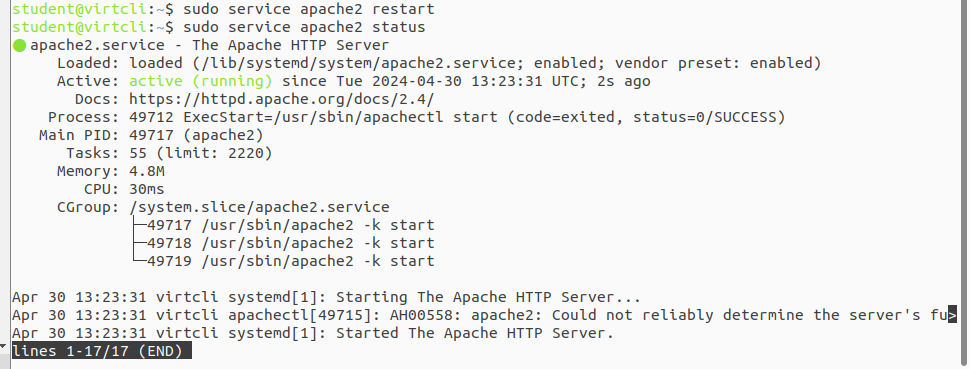 student@virtcli:~$ sudo service apache2 restart
student@virtcli:~$ sudo service apache2 status
● apache2.service - The Apache HTTP Server
     Loaded: loaded (/lib/systemd/system/apache2.service; enabled; vendor preset: enabled)
     Active: active (running) since Tue 2024-04-30 13:23:31 UTC; 2s ago
       Docs: https://httpd.apache.org/docs/2.4/
    Process: 49712 ExecStart=/usr/sbin/apachectl start (code=exited, status=0/SUCCESS)
   Main PID: 49717 (apache2)
      Tasks: 55 (limit: 2220)
     Memory: 4.8M
        CPU: 30ms
     CGroup: /system.slice/apache2.service
             ├─49717 /usr/sbin/apache2 -k start
             ├─49718 /usr/sbin/apache2 -k start
             └─49719 /usr/sbin/apache2 -k start

Apr 30 13:23:31 virtcli systemd[1]: Starting The Apache HTTP Server...
Apr 30 13:23:31 virtcli apachectl[49715]: AH00558: apache2: Could not reliably determine the server's fu>
Apr 30 13:23:31 virtcli systemd[1]: Started The Apache HTTP Server.
lines 1-17/17 (END)